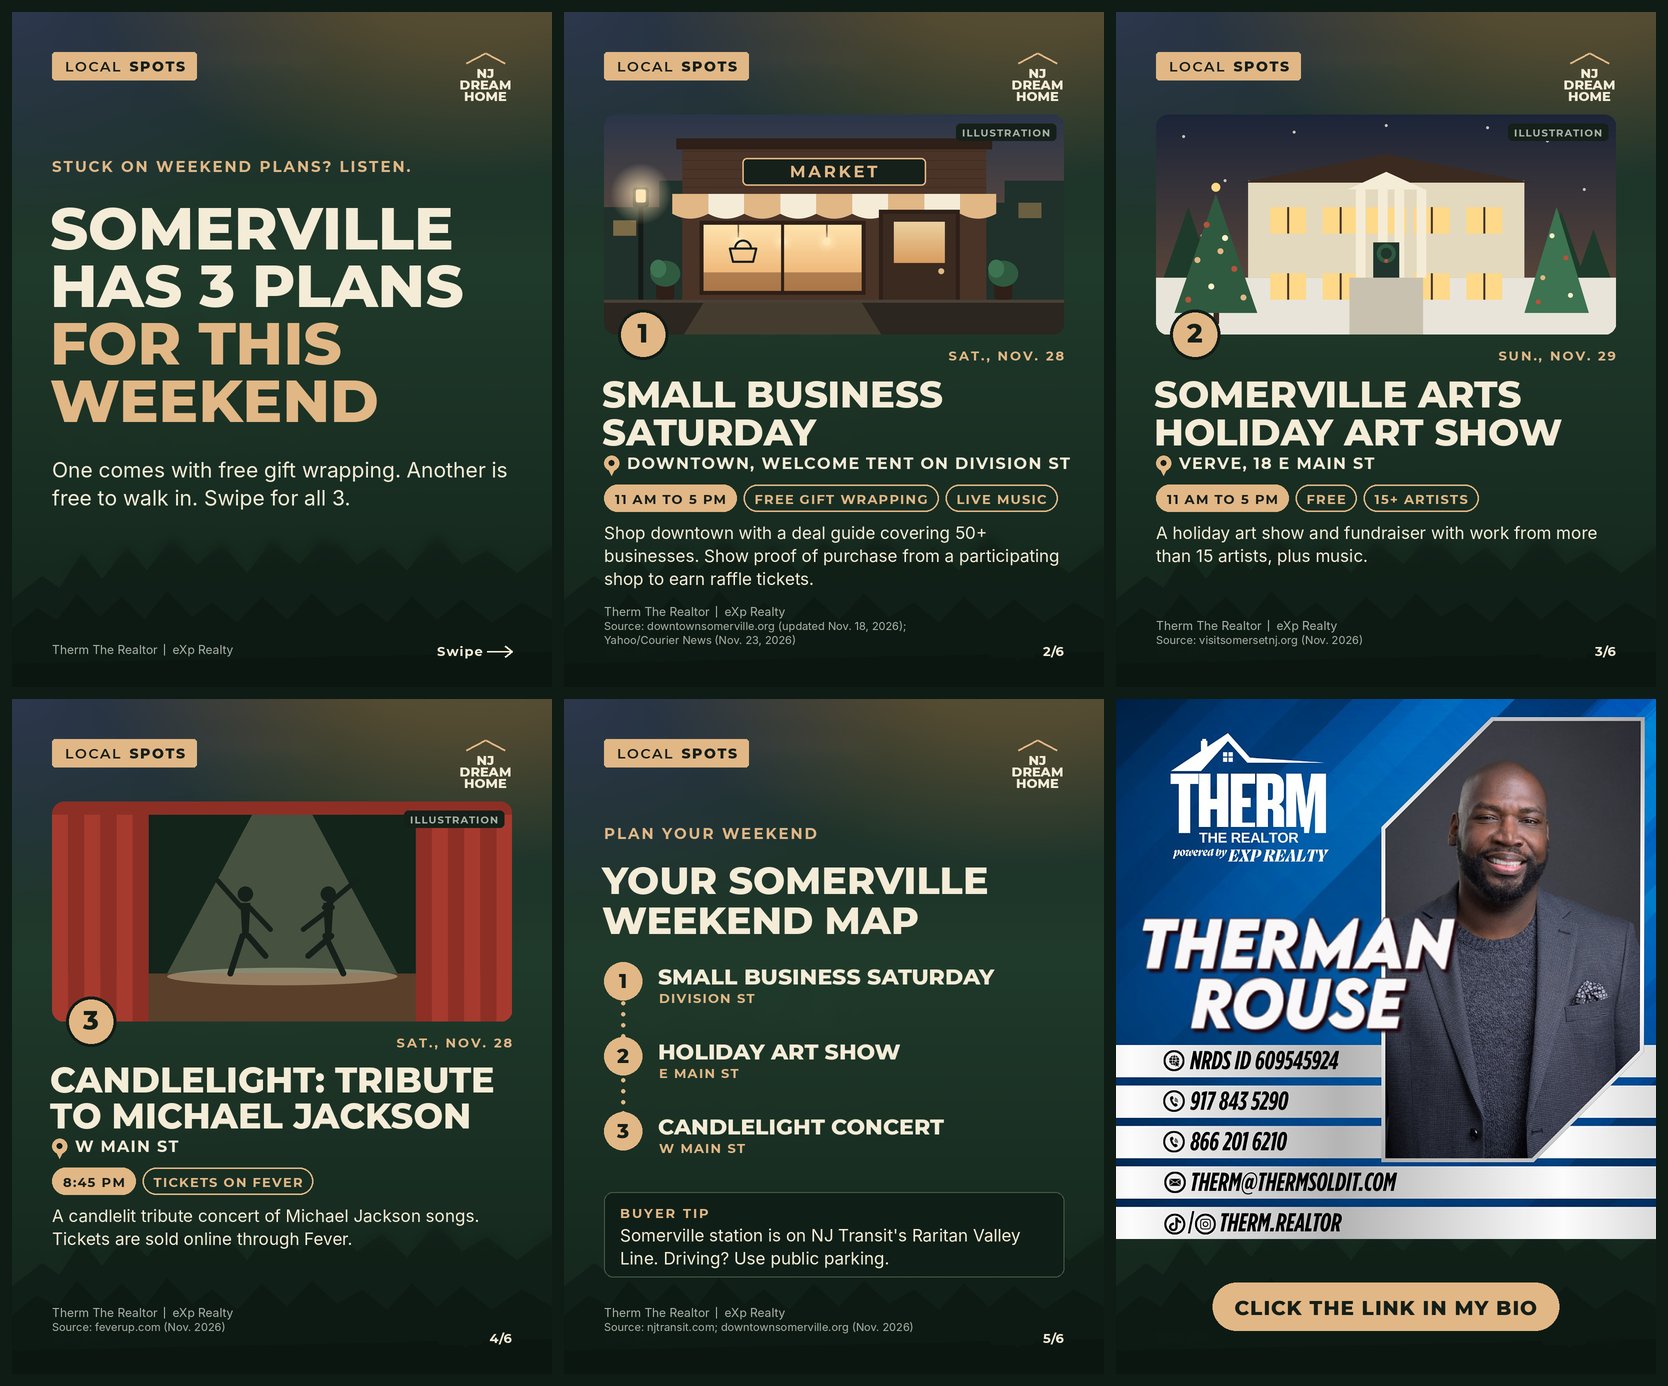 LOCAL SPOTS
NJ
DREAM
HOME
STUCK ON WEEKEND PLANS? LISTEN.
SOMERVILLE
HAS 3 PLANS
FOR THIS
WEEKEND
One comes with free gift wrapping. Another is
free to walk in. Swipe for all 3.
Therm The Realtor | eXp Realty
Swipe
LOCAL SPOTS
NJ
DREAM
HOME
ILLUSTRATION
MARKET
1
SAT., NOV. 28
SMALL BUSINESS
SATURDAY
DOWNTOWN, WELCOME TENT ON DIVISION ST
11 AM TO 5 PM FREE GIFT WRAPPING LIVE MUSIC
Shop downtown with a deal guide covering 50+
businesses. Show proof of purchase from a participating
shop to earn raffle tickets.
Therm The Realtor | eXp Realty
Source: downtownsomerville.org (updated Nov. 18, 2026);
Yahoo/Courier News (Nov. 23, 2026)
2/6
LOCAL SPOTS
NJ
DREAM
HOME
ILLUSTRATION
2
SUN., NOV. 29
SOMERVILLE ARTS
HOLIDAY ART SHOW
VERVE, 18 E MAIN ST
11 AM TO 5 PM FREE 15+ ARTISTS
A holiday art show and fundraiser with work from more
than 15 artists, plus music.
Therm The Realtor | eXp Realty
Source: visitsomersetnj.org (Nov. 2026)
3/6
LOCAL SPOTS
NJ
DREAM
HOME
ILLUSTRATION
3
SAT., NOV. 28
CANDLELIGHT: TRIBUTE
TO MICHAEL JACKSON
W MAIN ST
8:45 PM TICKETS ON FEVER
A candlelit tribute concert of Michael Jackson songs.
Tickets are sold online through Fever.
Therm The Realtor | eXp Realty
Source: feverup.com (Nov. 2026)
4/6
LOCAL SPOTS
NJ
DREAM
HOME
PLAN YOUR WEEKEND
YOUR SOMERVILLE
WEEKEND MAP
1 SMALL BUSINESS SATURDAY
DIVISION ST
2 HOLIDAY ART SHOW
E MAIN ST
3 CANDLELIGHT CONCERT
W MAIN ST
BUYER TIP
Somerville station is on NJ Transit's Raritan Valley
Line. Driving? Use public parking.
Therm The Realtor | eXp Realty
Source: njtransit.com; downtownsomerville.org (Nov. 2026)
5/6
THERM
THE REALTOR
powered by EXP REALTY
THERMAN
ROUSE
NRDS ID 609545924
917 843 5290
866 201 6210
THERM@THERMSOLDIT.COM
/ THERM.REALTOR
CLICK THE LINK IN MY BIO